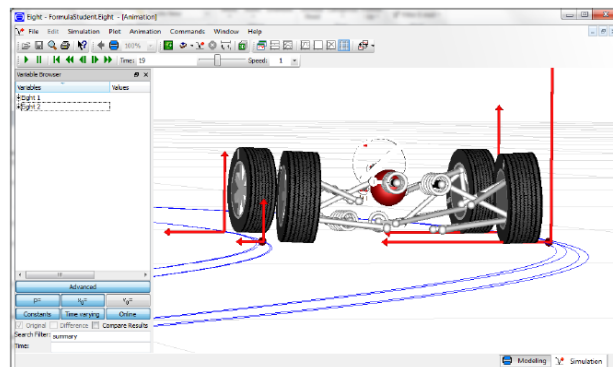 Eight - FormulaStudent.Eight - [Animation]
File Edit Simulation Plot Animation Commands Window Help
100%
Time: 19 Speed: 1
Variable Browser
Variables Values
Eight 1
Eight 2
Advanced
Constants Time varying Online
Original Difference Compare Results
Search Filter: summary
Time:
Modeling Simulation